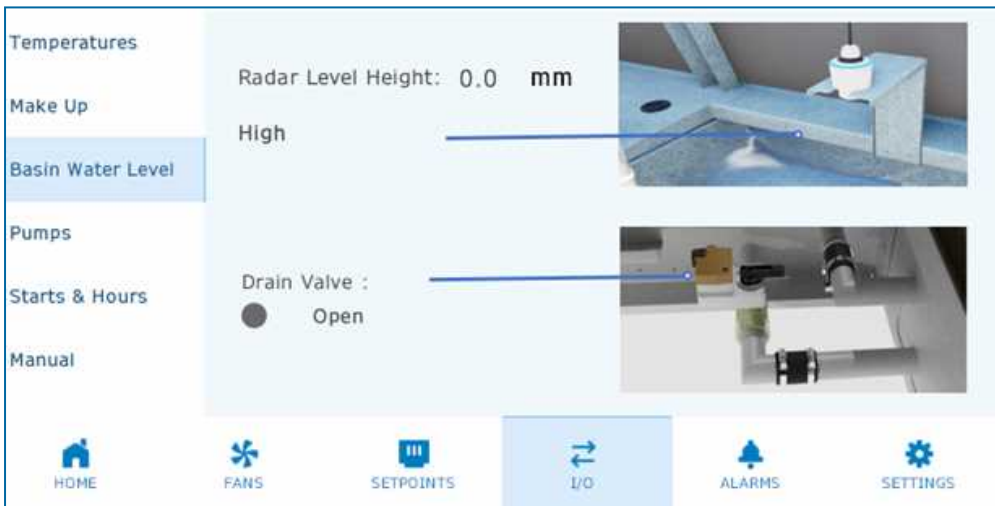 Temperatures
Make Up
Basin Water Level
Pumps
Starts & Hours
Manual
Radar Level Height: 0.0 mm
High
Drain Valve :
Open
HOME
FANS
SETPOINTS
I/O
ALARMS
SETTINGS